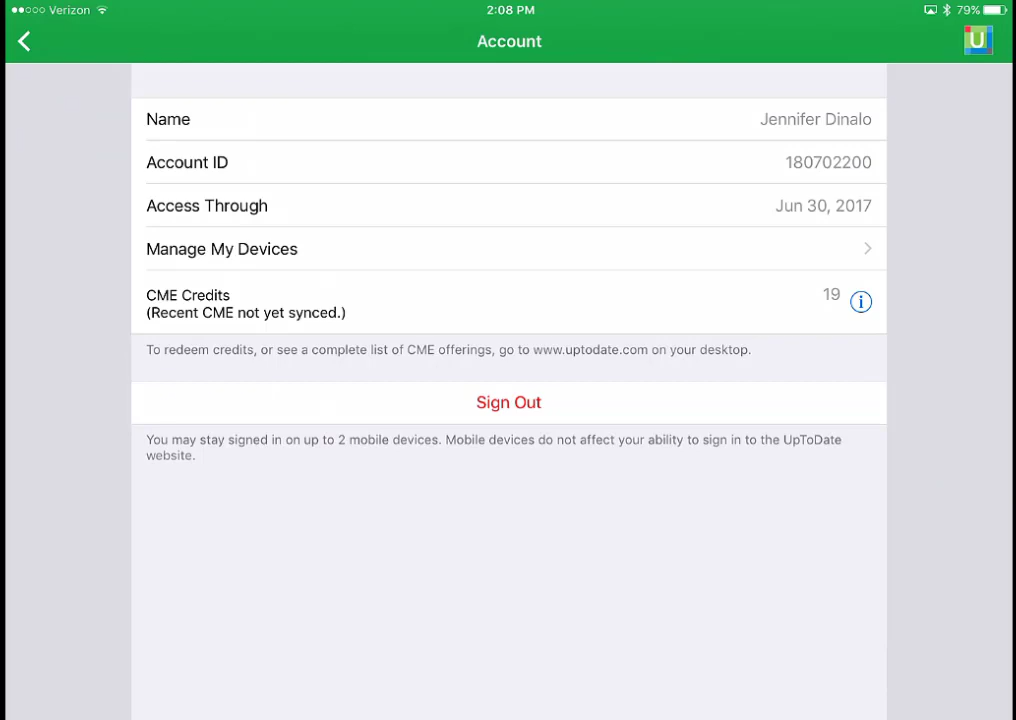 Verizon 2:08 PM 79%
Account
U
Name Jennifer Dinalo
Account ID 180702200
Access Through Jun 30, 2017
Manage My Devices
CME Credits 19 i
(Recent CME not yet synced.)
To redeem credits, or see a complete list of CME offerings, go to www.uptodate.com on your desktop.
Sign Out
You may stay signed in on up to 2 mobile devices. Mobile devices do not affect your ability to sign in to the UpToDate
website.